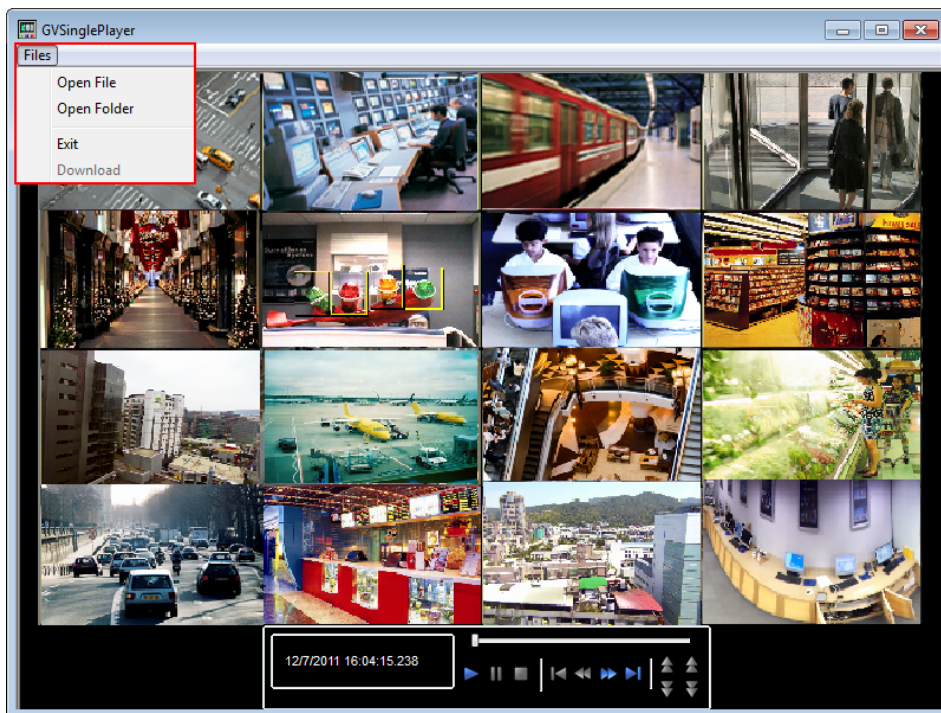 GVSinglePlayer
Files
Open File
Open Folder
Exit
Download
12/7/2011 16:04:15.238